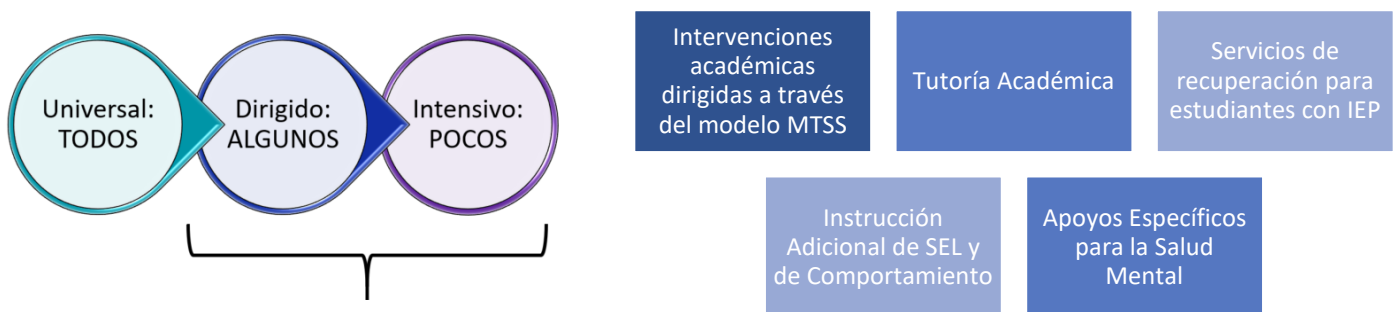 Universal:
TODOS
Dirigido:
ALGUNOS
Intensivo:
POCOS
Intervenciones
académicas
dirigidas a través
del modelo MTSS
Tutoría Académica
Servicios de
recuperación para
estudiantes con IEP
Instrucción
Adicional de SEL y
de Comportamiento
Apoyos Específicos
para la Salud
Mental